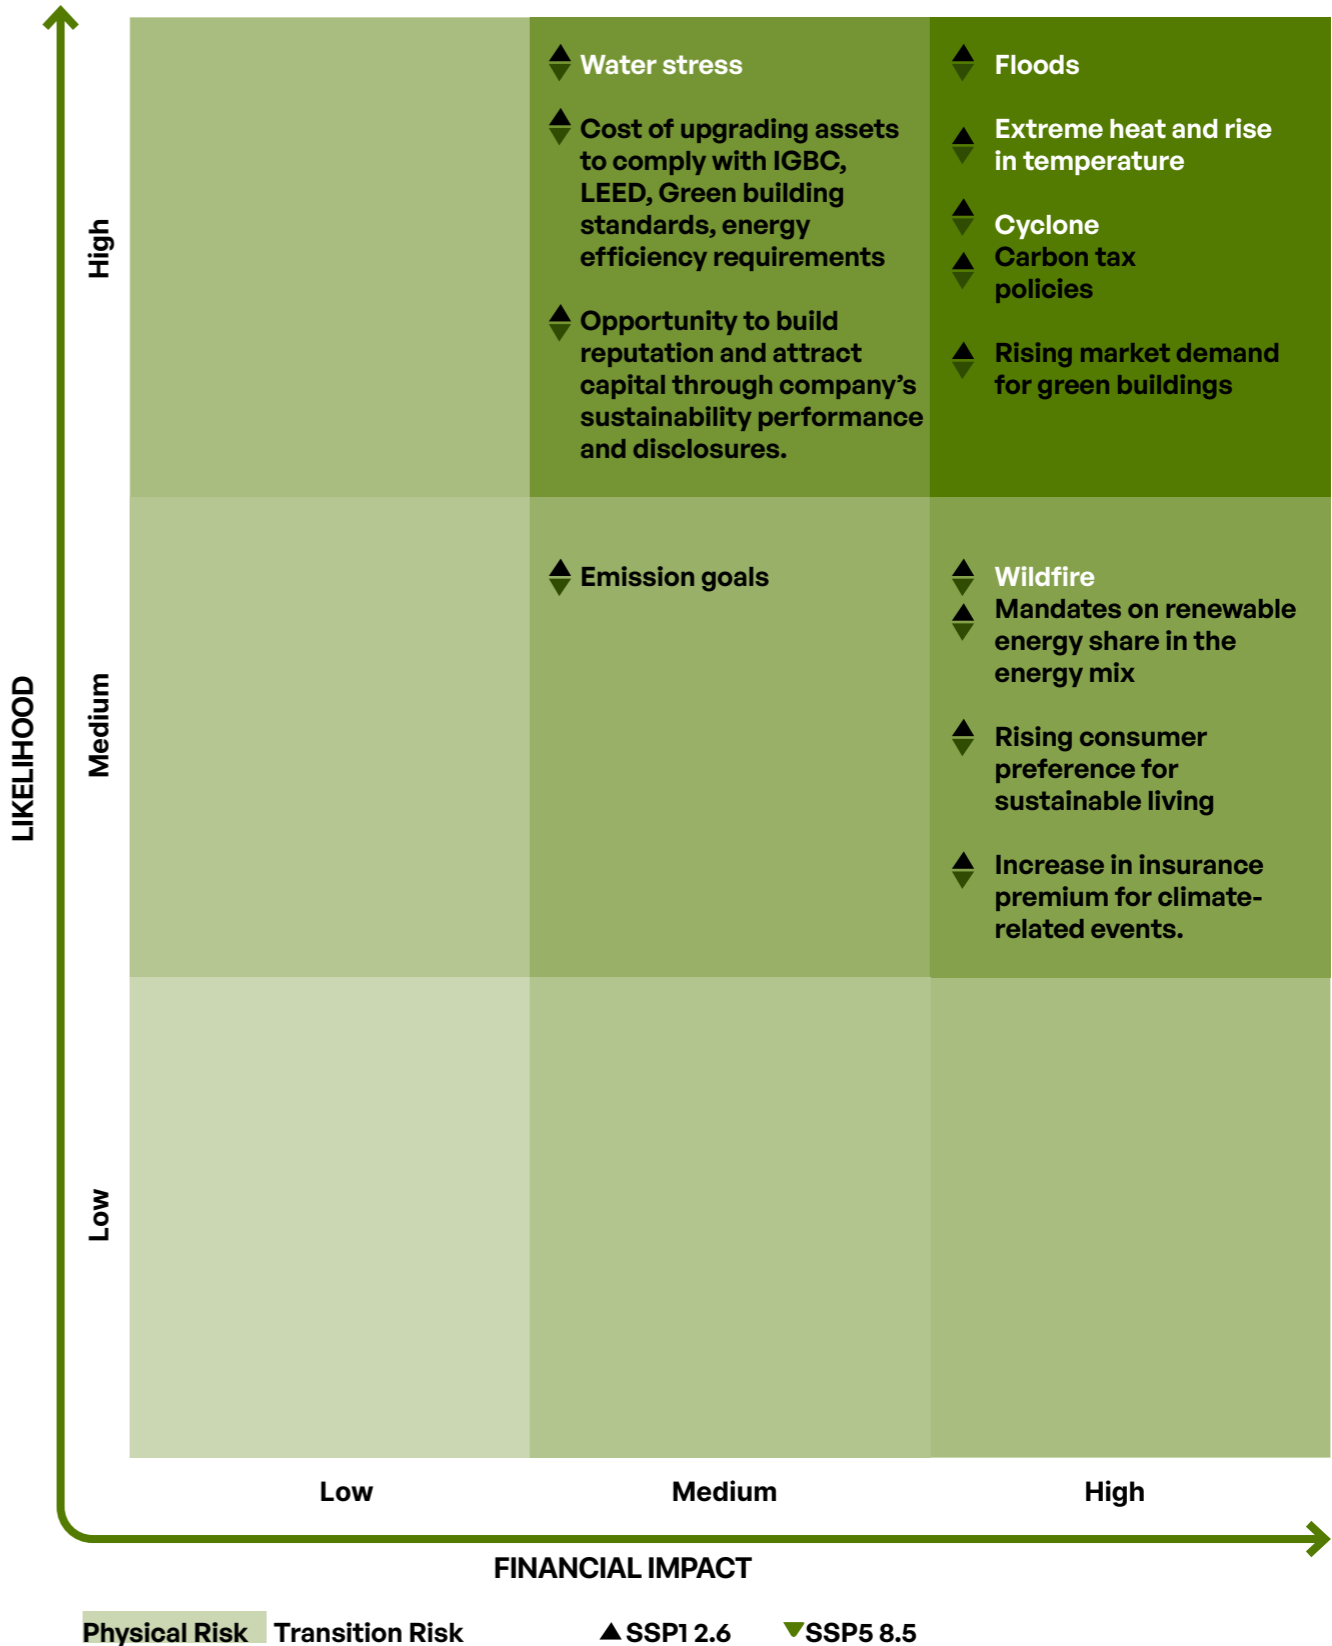 Water stress
Cost of upgrading assets
to comply with IGBC,
LEED, Green building
standards, energy
efficiency requirements
Opportunity to build
reputation and attract
capital through company’s
sustainability performance
and disclosures.
Floods
Extreme heat and rise
in temperature
Cyclone
Carbon tax
policies
Rising market demand
for green buildings
High
Emission goals
Wildfire
Mandates on renewable
energy share in the
energy mix
Rising consumer
preference for
sustainable living
Increase in insurance
premium for climate-
related events.
Medium
LIKELIHOOD
Low
Low
Medium
High
FINANCIAL IMPACT
Physical Risk
Transition Risk
SSP1 2.6
SSP5 8.5